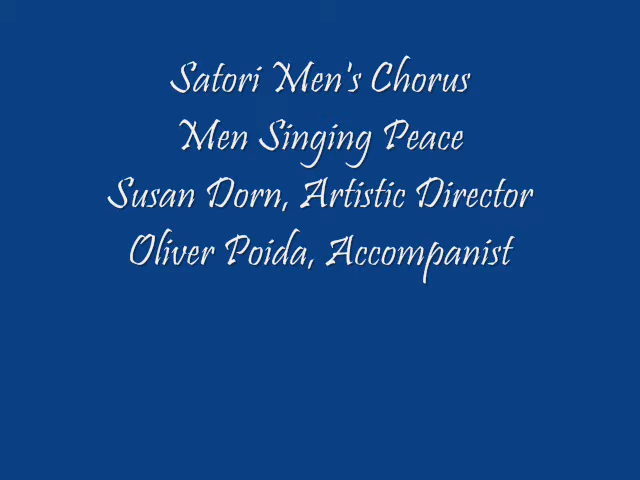 Satori Men's Chorus
Men Singing Peace
Susan Dorn, Artistic Director
Oliver Poida, Accompanist